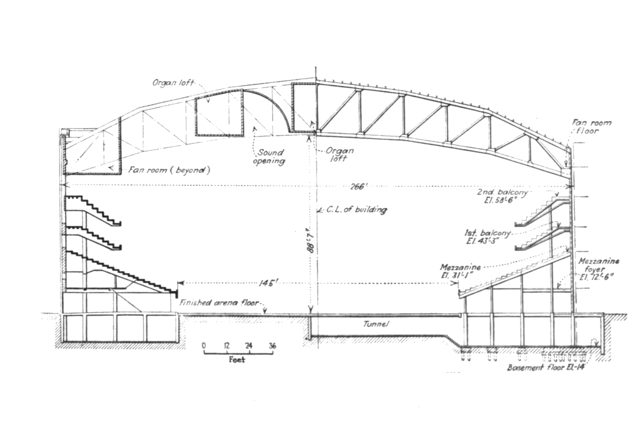 Organ loft
Fan room
floor
Sound
opening
Organ
loft
Fan room (beyond)
266'
2nd. balcony
El. 58'-6"
C.L. of building
88'-7"
1st. balcony
El. 43'-3"
Mezzanine
El. 31'-1"
Mezzanine
foyer
El. 12'-6"
146'
Finished arena floor
Tunnel
0 12 24 36
Feet
Basement floor El.-14